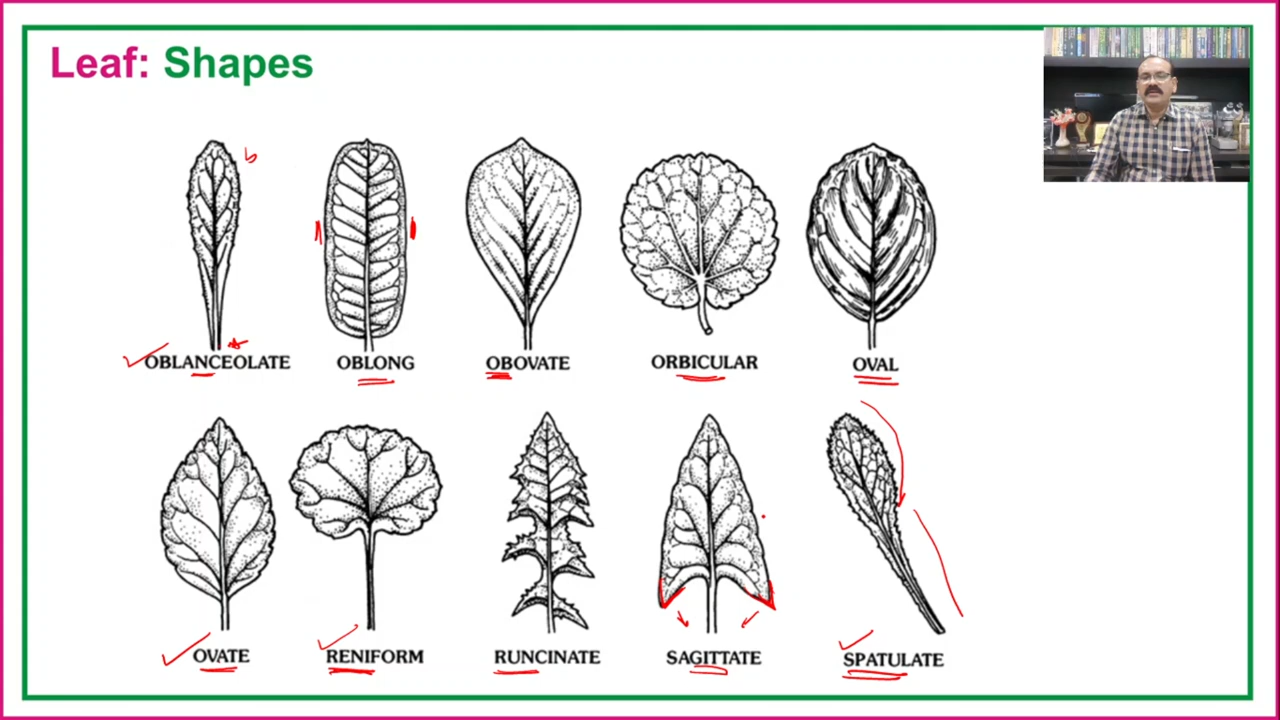 Leaf: Shapes
b
OBLANCEOLATE OBLONG OBOVATE ORBICULAR OVAL
OVATE RENIFORM RUNCINATE SAGITTATE SPATULATE